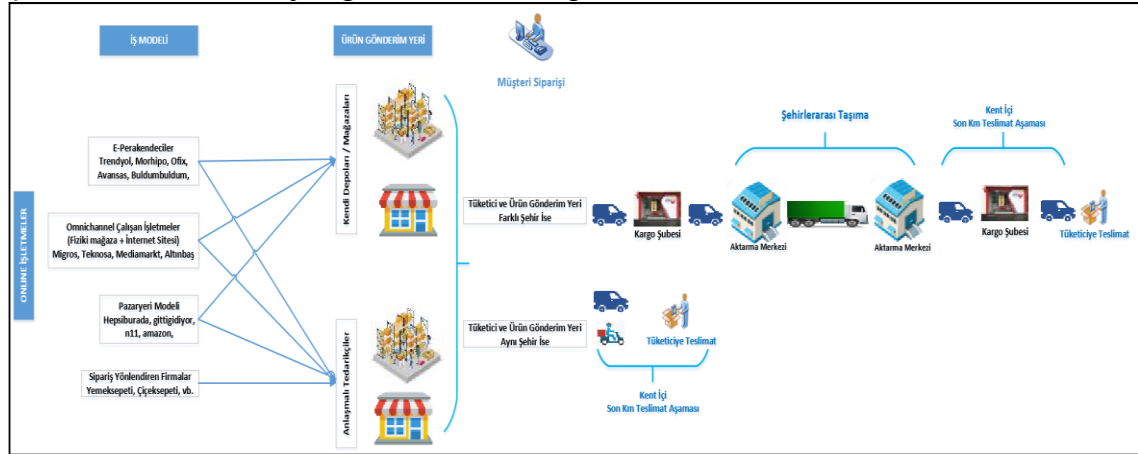 İŞ MODELİ
ÜRÜN GÖNDERİM YERİ
Müşteri Siparişi
ONLINE İŞLETMELER
E-Perakendeciler
Trendyol, Morhipo, Ofix,
Avansas, Buldumbuldum,
Omnichannel Çalışan İşletmeler
(Fiziki mağaza + İnternet Sitesi)
Migros, Teknosa, Mediamarkt, Altınbaş
Pazaryeri Modeli
Hepsiburada, gittigidiyor,
n11, amazon,
Sipariş Yönlendiren Firmalar
Yemeksepeti, Çiçeksepeti, vb.
Kendi Depoları / Mağazaları
Anlaşmalı Tedarikçiler
Tüketici ve Ürün Gönderim Yeri
Farklı Şehir İse
Kargo Şubesi
Şehirlerarası Taşıma
Aktarma Merkezi
Aktarma Merkezi
Kent İçi
Son Km Teslimat Aşaması
Kargo Şubesi
Tüketiciye Teslimat
Tüketici ve Ürün Gönderim Yeri
Aynı Şehir İse
Tüketiciye Teslimat
Kent İçi
Son Km Teslimat Aşaması